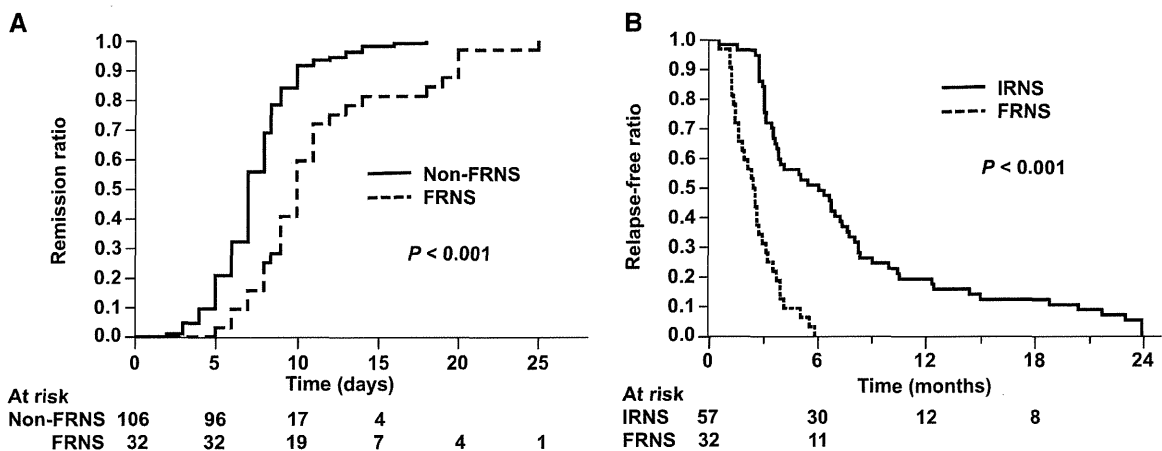 A
Remission ratio
1.0
0.9
0.8
0.7
0.6
0.5
0.4
0.3
0.2
0.1
0.0
Non-FRNS
FRNS
P < 0.001
0 5 10 15 20 25
Time (days)
At risk
Non-FRNS 106 96 17 4
FRNS 32 32 19 7 4 1
B
Relapse-free ratio
1.0
0.9
0.8
0.7
0.6
0.5
0.4
0.3
0.2
0.1
0.0
IRNS
FRNS
P < 0.001
0 6 12 18 24
Time (months)
At risk
IRNS 57 30 12 8
FRNS 32 11